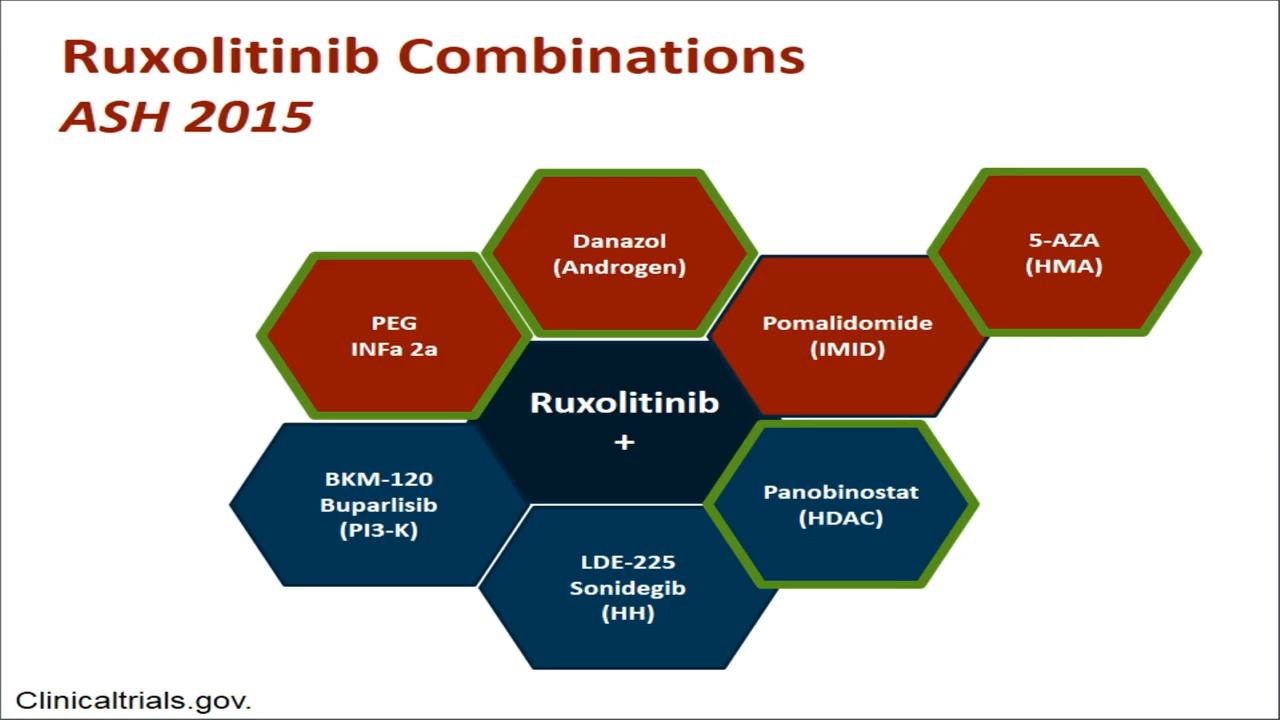 Ruxolitinib Combinations
ASH 2015
Danazol
(Androgen)
5-AZA
(HMA)
PEG
INFa 2a
Pomalidomide
(IMID)
Ruxolitinib
+
BKM-120
Buparlisib
(PI3-K)
Panobinostat
(HDAC)
LDE-225
Sonidegib
(HH)
Clinicaltrials.gov.